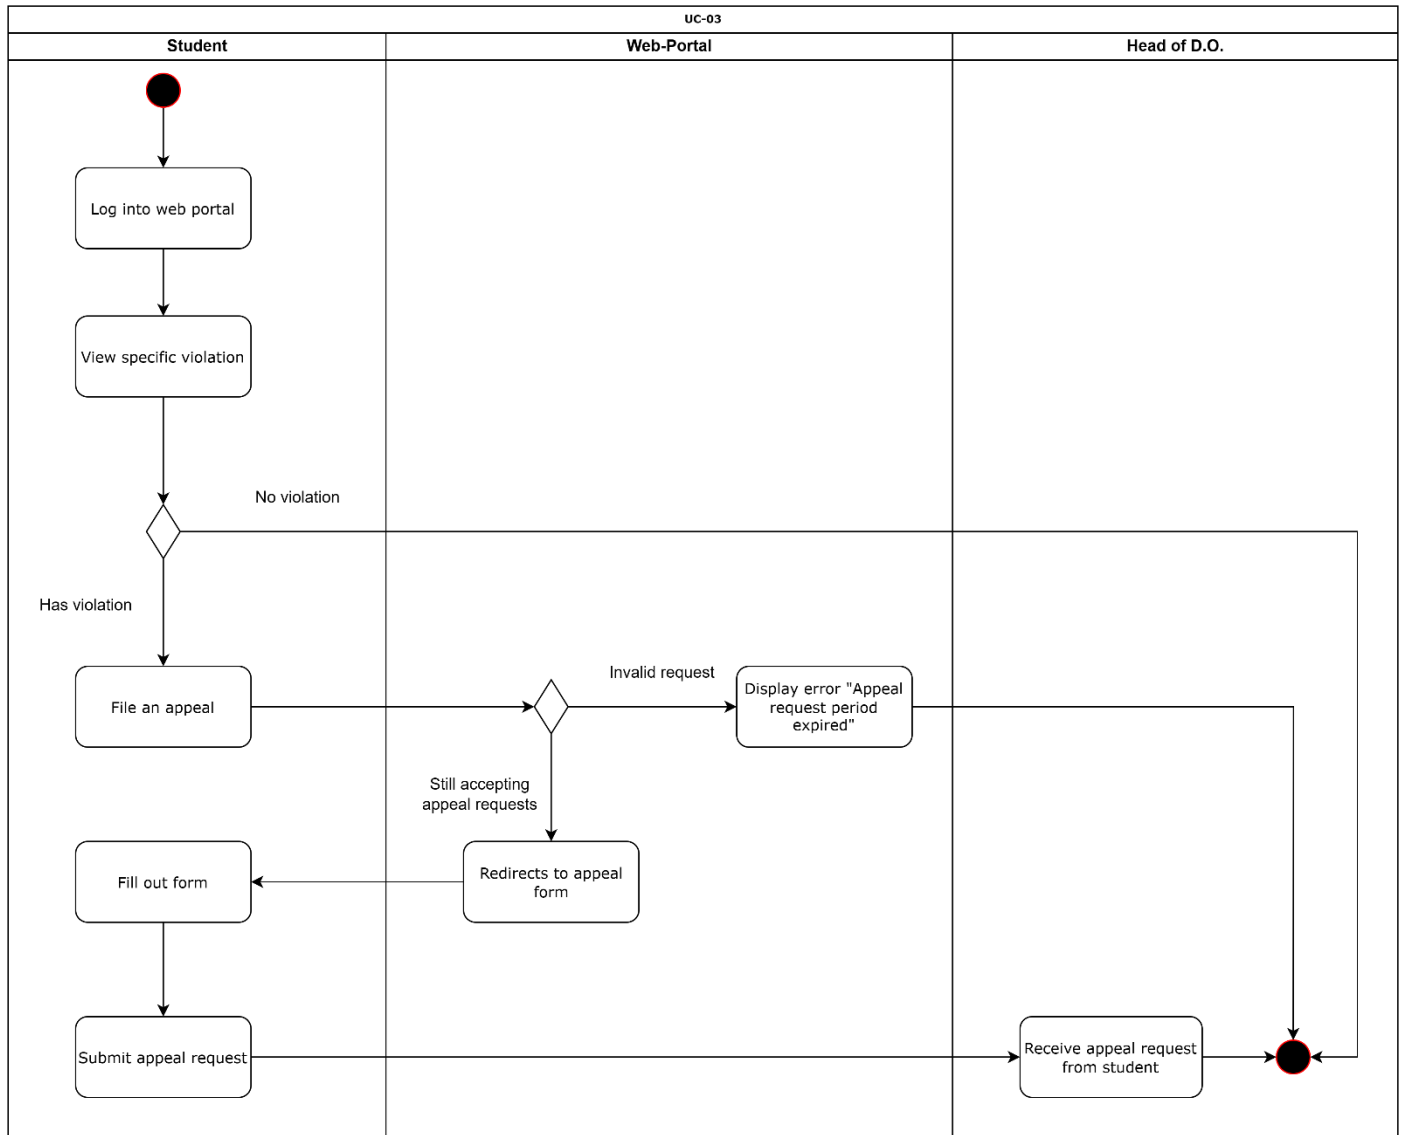 UC-03
Student
Web-Portal
Head of D.O.
Log into web portal
View specific violation
No violation
Has violation
File an appeal
Invalid request
Display error "Appeal
request period
expired"
Still accepting
appeal requests
Fill out form
Redirects to appeal
form
Submit appeal request
Receive appeal request
from student